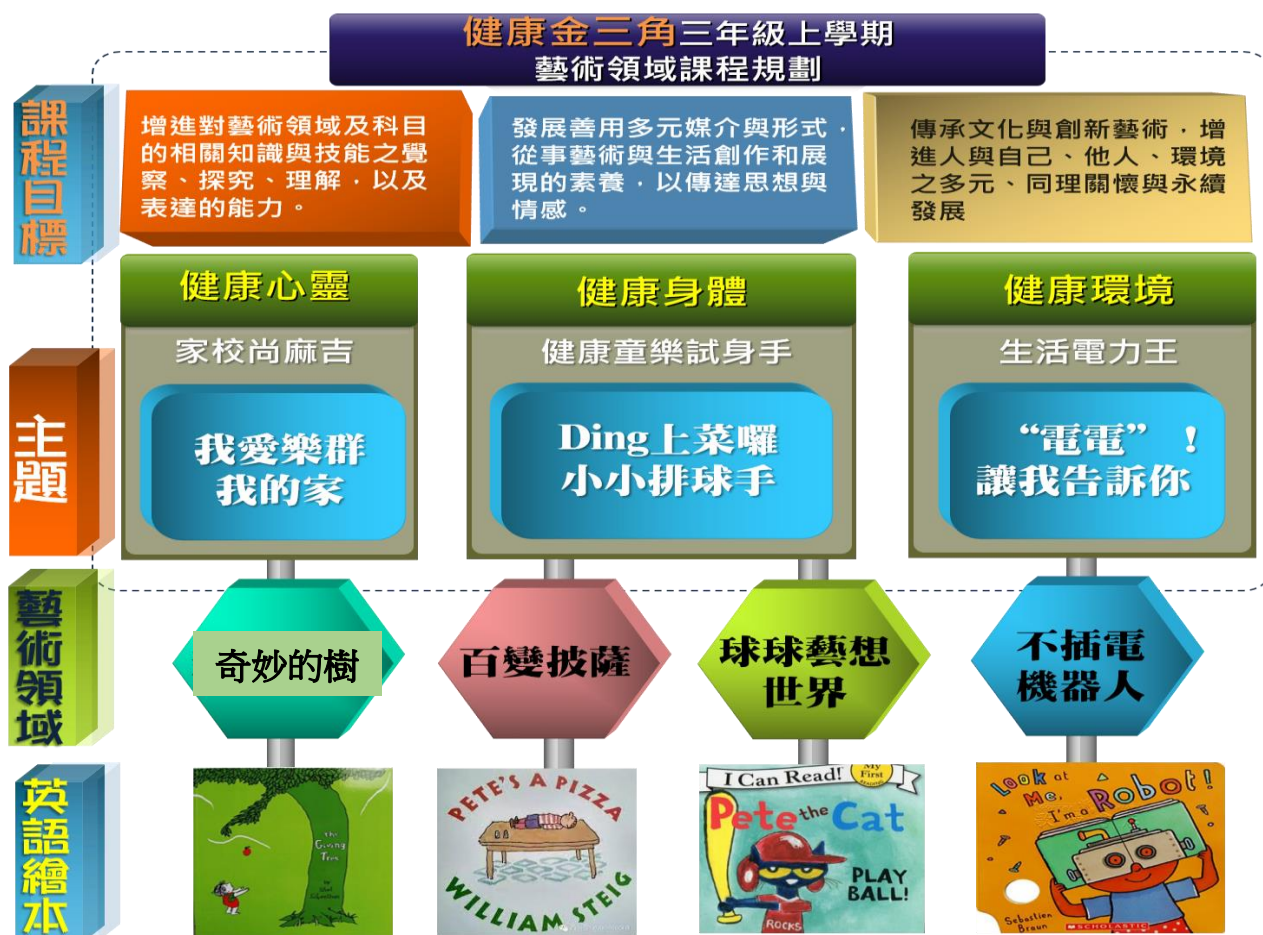 健康金三角三年級上學期
藝術領域課程規劃
課程目標
增進對藝術領域及科目
的相關知識與技能之覺
察、探究、理解，以及
表達的能力。
發展善用多元媒介與形式，
從事藝術與生活創作和展
現的素養，以傳達思想與
情感。
傳承文化與創新藝術，增
進人與自己、他人、環境
之多元、同理關懷與永續
發展
主題
健康心靈
家校尚麻吉
我愛樂群
我的家
健康身體
健康童樂試身手
Ding上菜囉
小小排球手
健康環境
生活電力王
“電電” ！
讓我告訴你
藝術領域
奇妙的樹
百變披薩
球球藝想
世界
不插電
機器人
英語繪本
the
Giving
Tree
by
Shel
Silverstein
PETE'S A PIZZA
WILLIAM STEIG
I Can Read!
My
First
Pete the Cat
PLAY
BALL!
ROCKS
Look at
Me,
I'm a Robot!
Sebastien
Braun
SCHOLASTIC